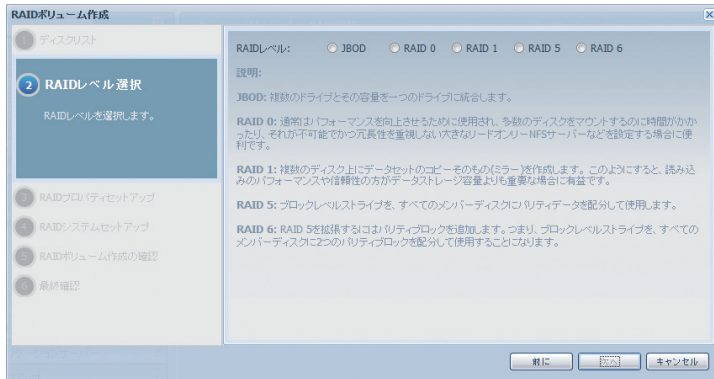 RAIDボリューム作成
1 ディスクリスト
2 RAIDレベル選択
RAIDレベルを選択します。
3 RAIDプロパティセットアップ
4 RAIDシステムセットアップ
5 RAIDボリューム作成の確認
6 最終確認
RAIDレベル: JBOD RAID 0 RAID 1 RAID 5 RAID 6
説明:
JBOD: 複数のドライブとその容量を一つのドライブに統合します。
RAID 0: 通常はパフォーマンスを向上させるために使用され、多数のディスクをマウントするのに時間がかか
ったり、それが不可能でかつ冗長性を重視しない大きなリードオンリーNFSサーバーなどを設定する場合に便
利です。
RAID 1: 複数のディスク上にデータセットのコピーそのもの(ミラー)を作成します。このようにすると、読み込
みのパフォーマンスや信頼性の方がデータストレージ容量よりも重要な場合に有益です。
RAID 5: ブロックレベルストライプを、すべてのメンバーディスクにパリティデータを配分して使用します。
RAID 6: RAID 5を拡張するにはパリティブロックを追加します。つまり、ブロックレベルストライプを、すべての
メンバーディスクに2つのパリティブロックを配分して使用することになります。
前に 次へ キャンセル